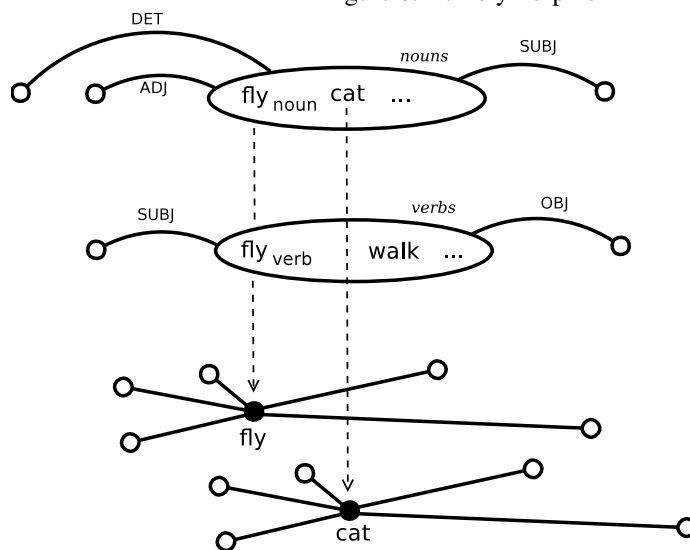 DET
nouns
SUBJ
ADJ
fly noun cat ...
SUBJ
verbs
OBJ
fly verb walk ...
fly
cat